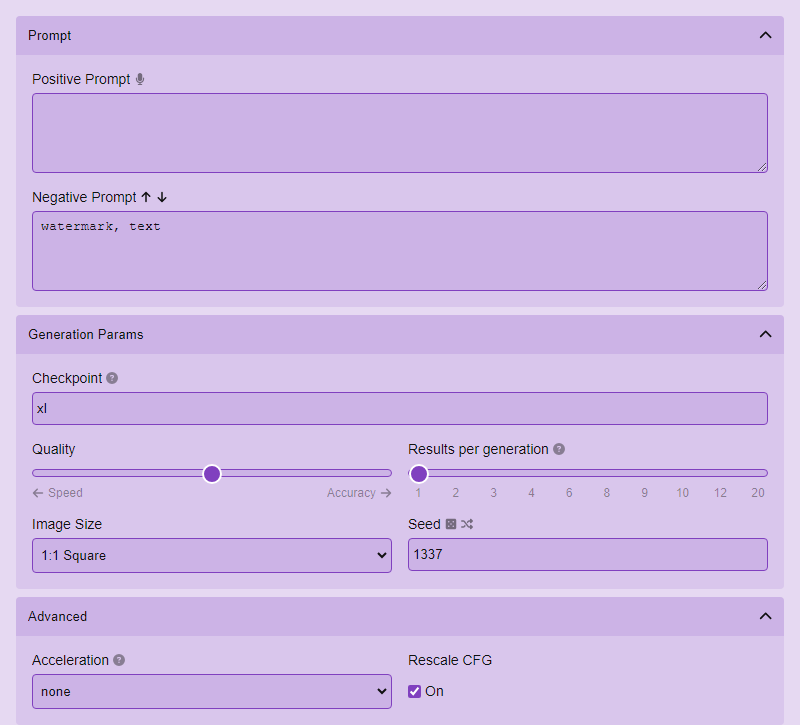 Prompt
Positive Prompt
Negative Prompt
watermark, text
Generation Params
Checkpoint
xl
Quality
Results per generation
Speed
Accuracy
1 2 3 4 6 8 9 10 12 20
Image Size
Seed
1:1 Square
1337
Advanced
Acceleration
Rescale CFG
none
On